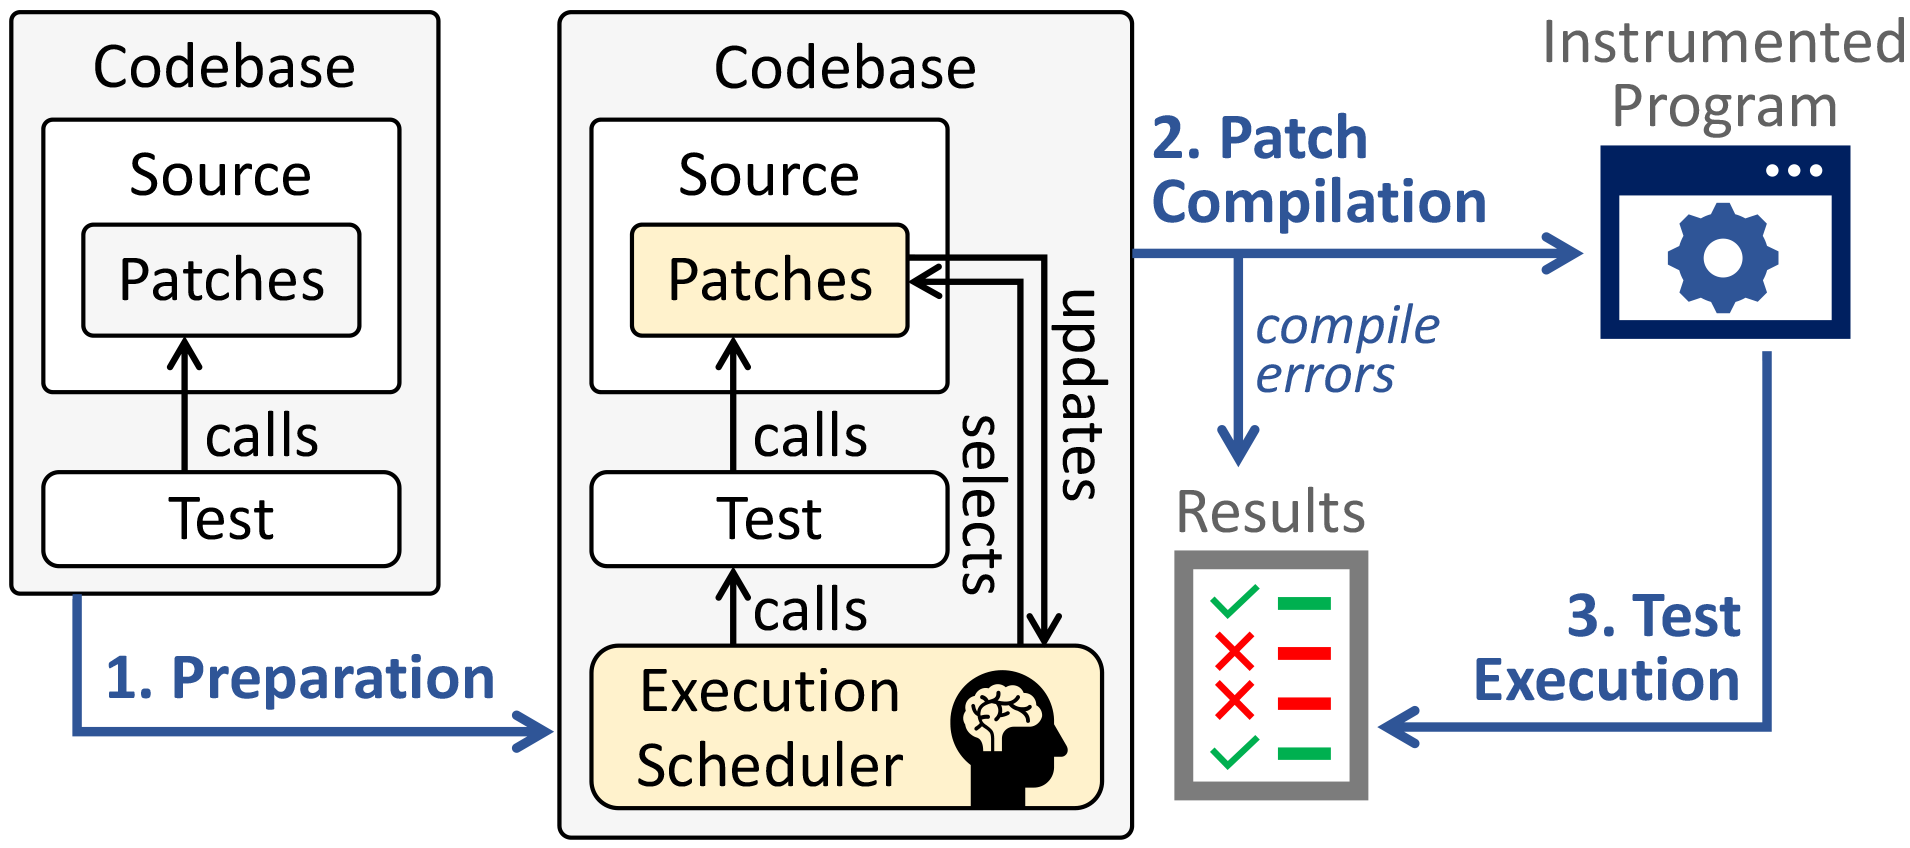 Codebase
Source
Patches
calls
Test
1. Preparation
Codebase
Source
Patches
updates
selects
calls
Test
calls
Execution
Scheduler
2. Patch
Compilation
compile
errors
Instrumented
Program
Results
3. Test
Execution